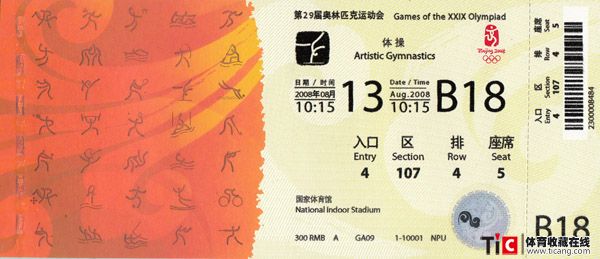 第29届奥林匹克运动会 Games of the XXIX Olympiad
体操
Artistic Gymnastics
Beijing 2008
日期 / 时间
2008年08月
10:15
13
Date / Time
Aug.2008
10:15
B18
入口 区 排 座席
Entry Section Row Seat
4 107 4 5
国家体育馆
National Indoor Stadium
300 RMB A GA09 1-10001 NPU
座席 Seat 5
排 Row 4
区 Section 107
入口 Entry 4
2300008484
B18
TiC 体育收藏在线
www.ticang.com